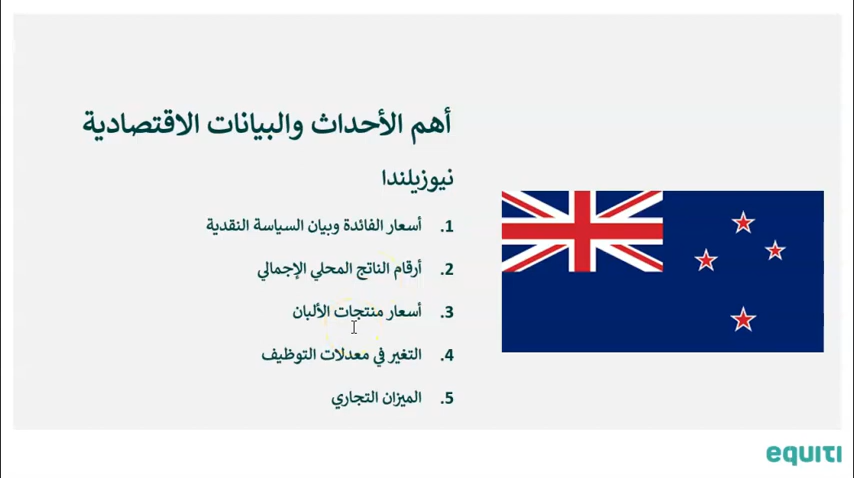 أهم الأحداث والبيانات الاقتصادية
نيوزيلندا
1. أسعار الفائدة وبيان السياسة النقدية
2. أرقام الناتج المحلي الإجمالي
3. أسعار منتجات الألبان
4. التغير في معدلات التوظيف
5. الميزان التجاري
equiti